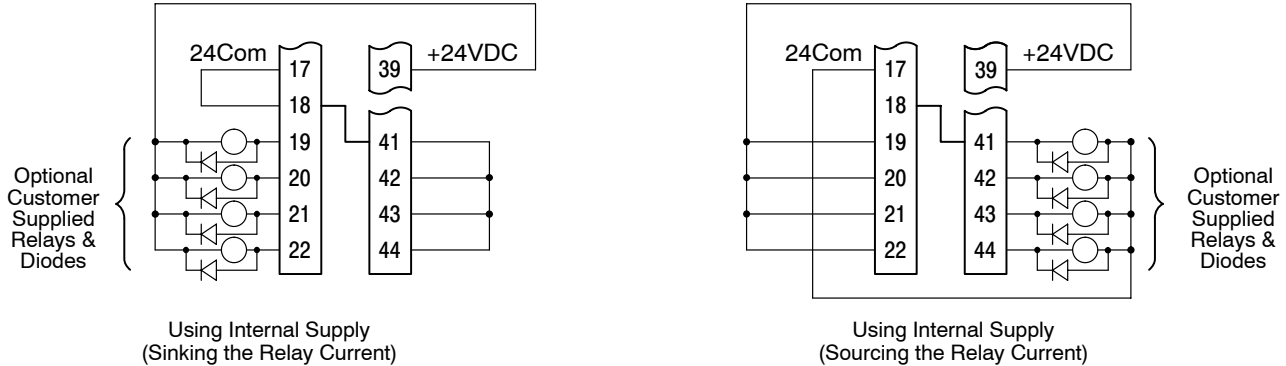 24Com
17
18
19
20
21
22
39
+24VDC
41
42
43
44
Optional
Customer
Supplied
Relays &
Diodes
Using Internal Supply
(Sinking the Relay Current)
24Com
17
18
19
20
21
22
39
+24VDC
41
42
43
44
Optional
Customer
Supplied
Relays &
Diodes
Using Internal Supply
(Sourcing the Relay Current)